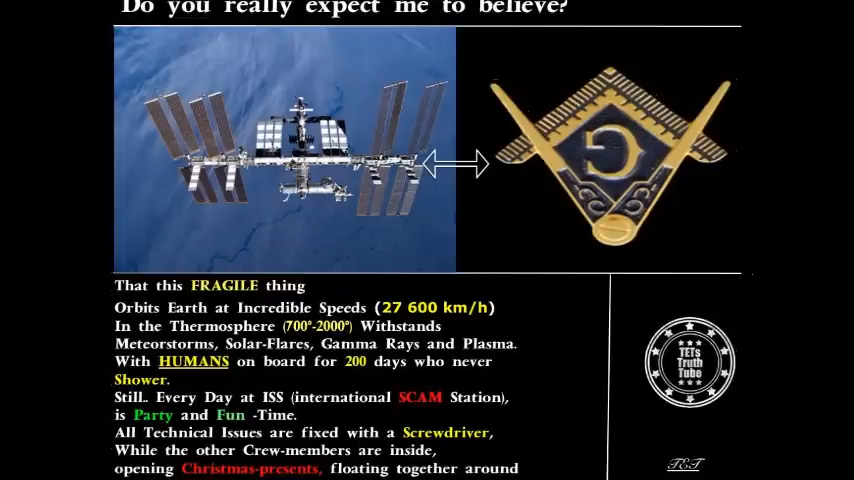 Do you really expect me to believe?
That this FRAGILE thing
Orbits Earth at Incredible Speeds (27 600 km/h)
In the Thermosphere (700°-2000°) Withstands
Meteorstorms, Solar-Flares, Gamma Rays and Plasma.
With HUMANS on board for 200 days who never
Shower.
Still.. Every Day at ISS (international SCAM Station),
is Party and Fun -Time.
All Technical Issues are fixed with a Screwdriver,
While the other Crew-members are inside,
opening Christmas-presents, floating together around
TETs
Truth
Tube
TET